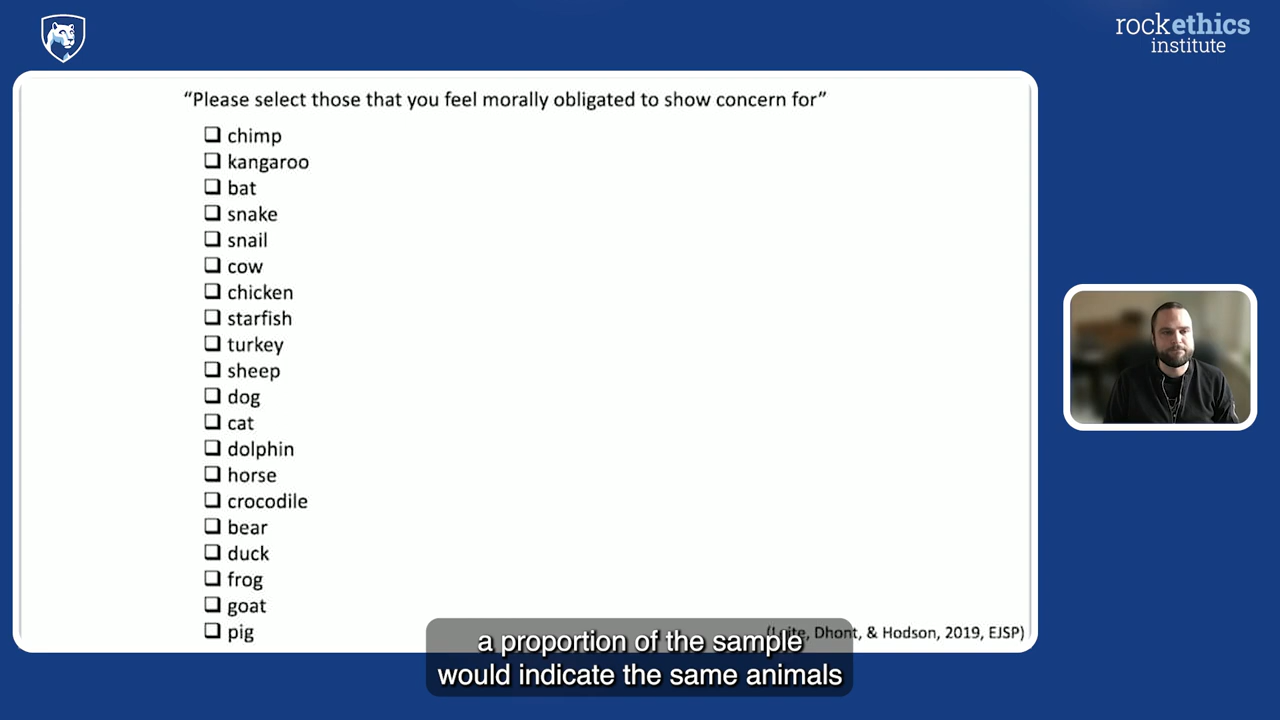 rockethics
institute
“Please select those that you feel morally obligated to show concern for”
chimp
kangaroo
bat
snake
snail
cow
chicken
starfish
turkey
sheep
dog
cat
dolphin
horse
crocodile
bear
duck
frog
goat
pig
(Leite, Dhont, & Hodson, 2019, EJSP)
a proportion of the sample
would indicate the same animals